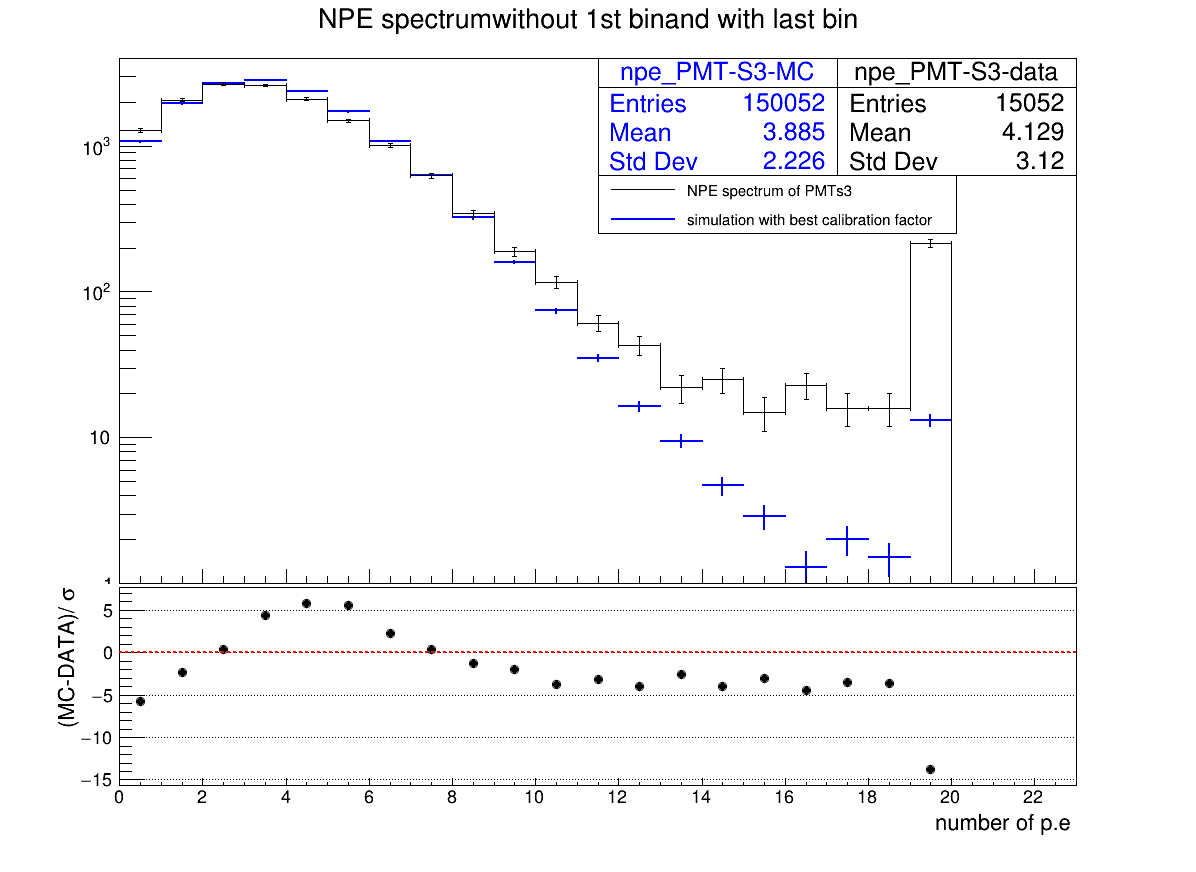 NPE spectrumwithout 1st binand with last bin
npe_PMT-S3-MC
Entries 150052
Mean 3.885
Std Dev 2.226
npe_PMT-S3-data
Entries 15052
Mean 4.129
Std Dev 3.12
NPE spectrum of PMTs3
simulation with best calibration factor
10³
10²
10
1
(MC-DATA)/ σ
5
0
−5
−10
−15
0 2 4 6 8 10 12 14 16 18 20 22
number of p.e